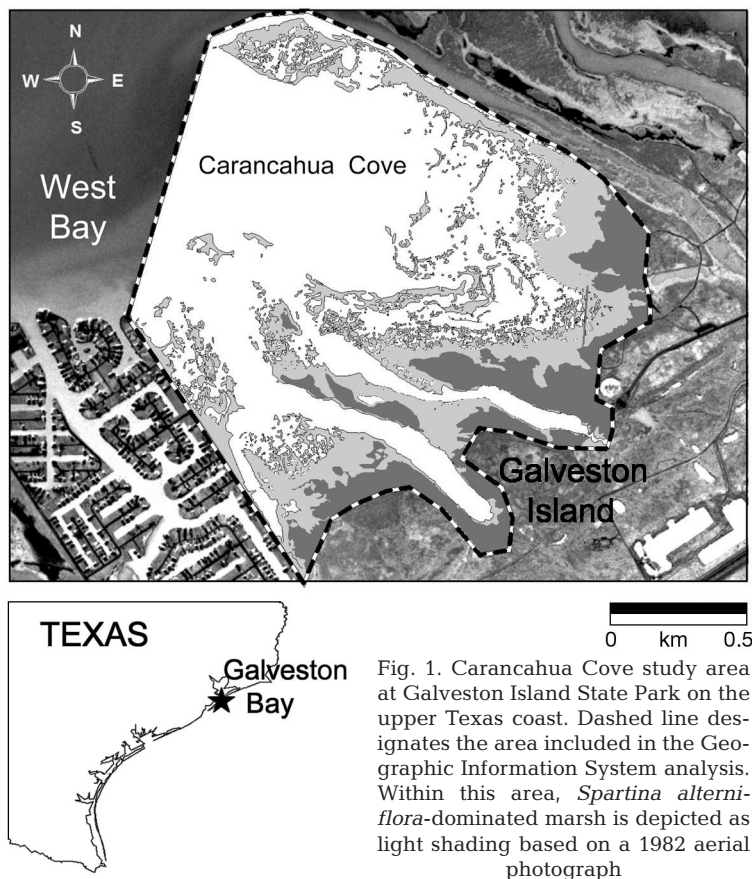 N
W E
S
West
Bay
Carancahua Cove
Galveston
Island
TEXAS
Galveston
Bay
0 km 0.5
Fig. 1. Carancahua Cove study area
at Galveston Island State Park on the
upper Texas coast. Dashed line des-
ignates the area included in the Geo-
graphic Information System analysis.
Within this area, Spartina alterni-
flora-dominated marsh is depicted as
light shading based on a 1982 aerial
photograph